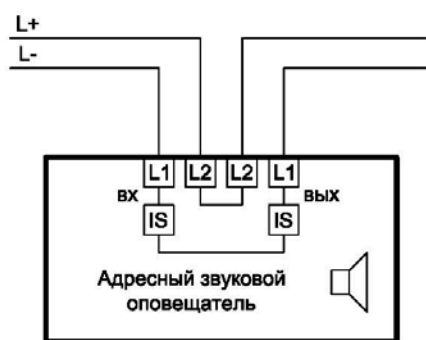 L+
L-
L1 L2 L2 L1
вх вых
IS IS
Адресный звуковой
оповещатель